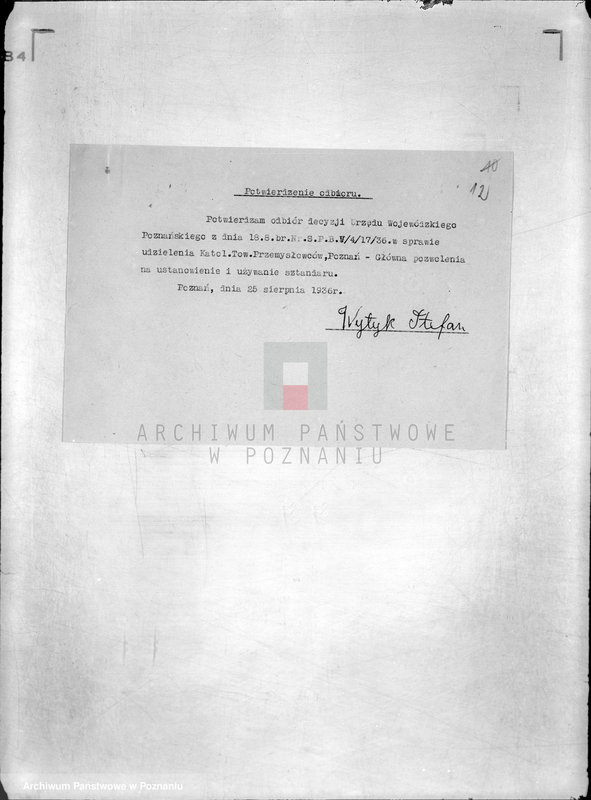 84
10
12
Potwierdzenie odbioru.
Potwierdzam odbiór decyzji Urzędu Wojewódzkiego
Poznańskiego z dnia 18.8.br.Nr.S.P.B.V/4/17/36.w sprawie
udzielenia Katol.Tow.Przemysłowców,Poznań - Główna pozwolenia
na ustanowienie i używanie sztandaru.
Poznań, dnia 25 sierpnia 1936r.
Wytyk Stefan
ARCHIWUM PAŃSTWOWE
W POZNANIU
Archiwum Państwowe w Poznaniu